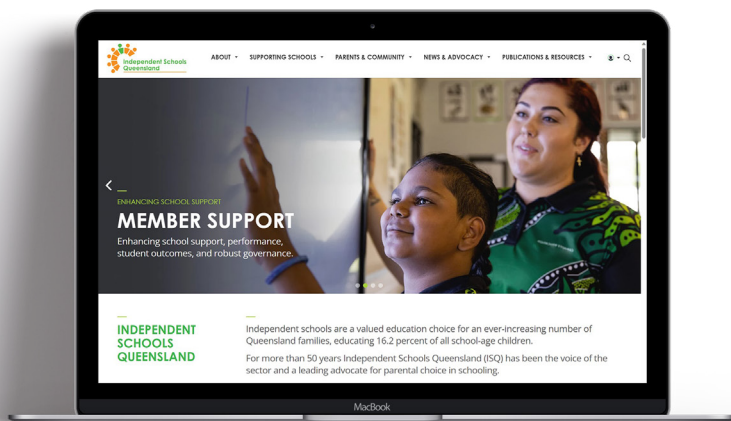 Independent Schools
Queensland
ABOUT
SUPPORTING SCHOOLS
PARENTS & COMMUNITY
NEWS & ADVOCACY
PUBLICATIONS & RESOURCES
ENHANCING SCHOOL SUPPORT
MEMBER SUPPORT
Enhancing school support, performance,
student outcomes, and robust governance.
INDEPENDENT
SCHOOLS
QUEENSLAND
Independent schools are a valued education choice for an ever-increasing number of
Queensland families, educating 16.2 percent of all school-age children.
For more than 50 years Independent Schools Queensland (ISQ) has been the voice of the
sector and a leading advocate for parental choice in schooling.
MacBook